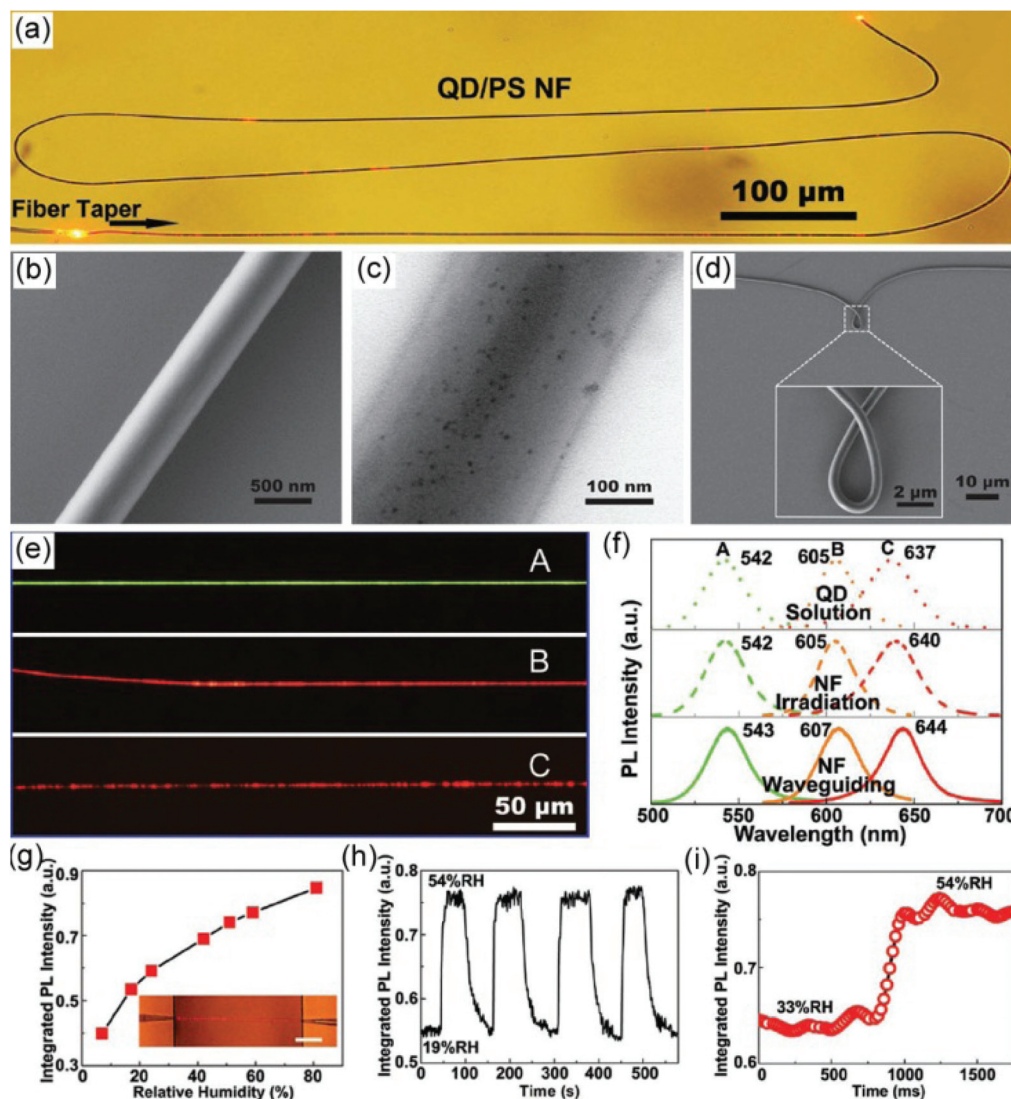 (a)
QD/PS NF
100 µm
Fiber Taper
(b)
500 nm
(c)
100 nm
(d)
2 µm
10 µm
(e)
A
B
C
50 µm
(f)
A
542
605
B
C
637
QD
Solution
542
605
640
NF
Irradiation
543
607
644
NF
Waveguiding
PL Intensity (a.u.)
500
550
600
650
700
Wavelength (nm)
(g)
Integrated PL Intensity (a.u.)
0.9
0.7
0.5
0.3
0
20
40
60
80
Relative Humidity (%)
(h)
Integrated PL Intensity (a.u.)
0.8
0.7
0.6
0.5
54%RH
19%RH
0
100
200
300
400
500
Time (s)
(i)
Integrated PL Intensity (a.u.)
0.8
0.7
0.6
54%RH
33%RH
0
500
1000
1500
Time (ms)